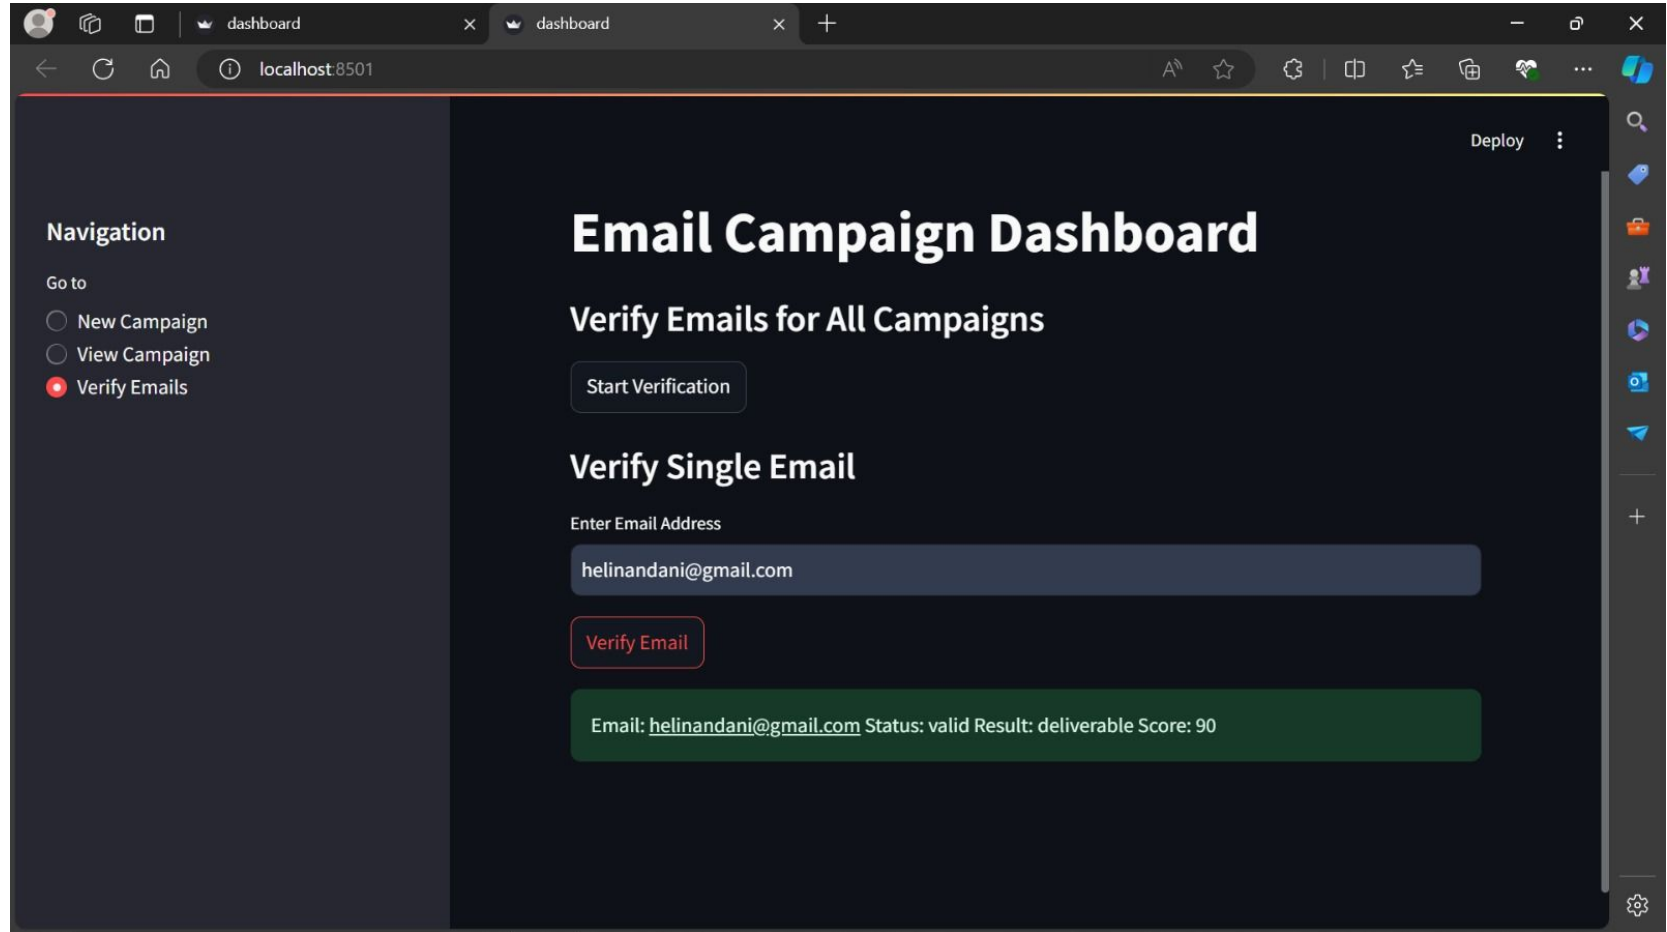 dashboard
dashboard
localhost:8501
Deploy
Navigation
Go to
New Campaign
View Campaign
Verify Emails
Email Campaign Dashboard
Verify Emails for All Campaigns
Start Verification
Verify Single Email
Enter Email Address
helinandani@gmail.com
Verify Email
Email: helinandani@gmail.com Status: valid Result: deliverable Score: 90